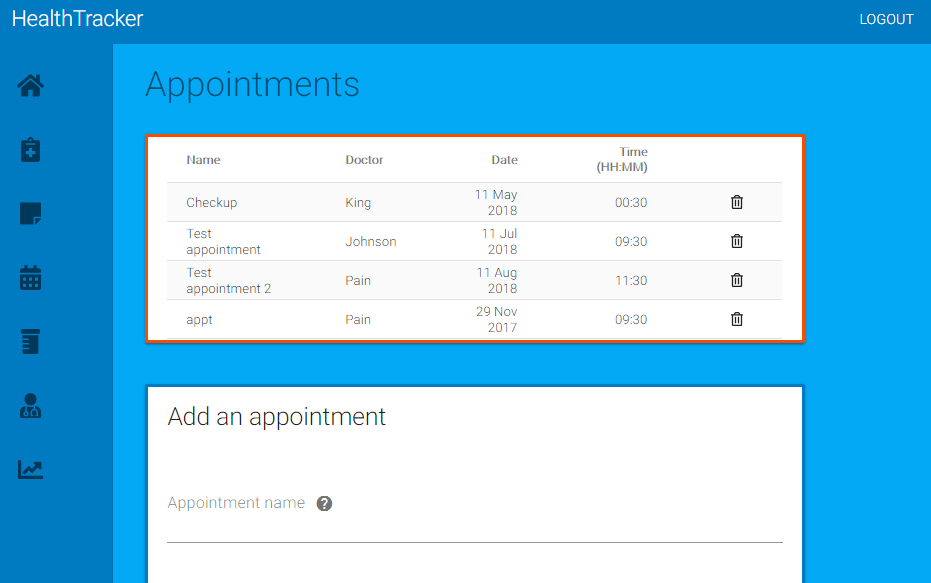 HealthTracker LOGOUT
Appointments
Name Doctor Date Time
(HH:MM)
Checkup King 11 May
2018 00:30
Test
appointment Johnson 11 Jul
2018 09:30
Test
appointment 2 Pain 11 Aug
2018 11:30
appt Pain 29 Nov
2017 09:30
Add an appointment
Appointment name ?